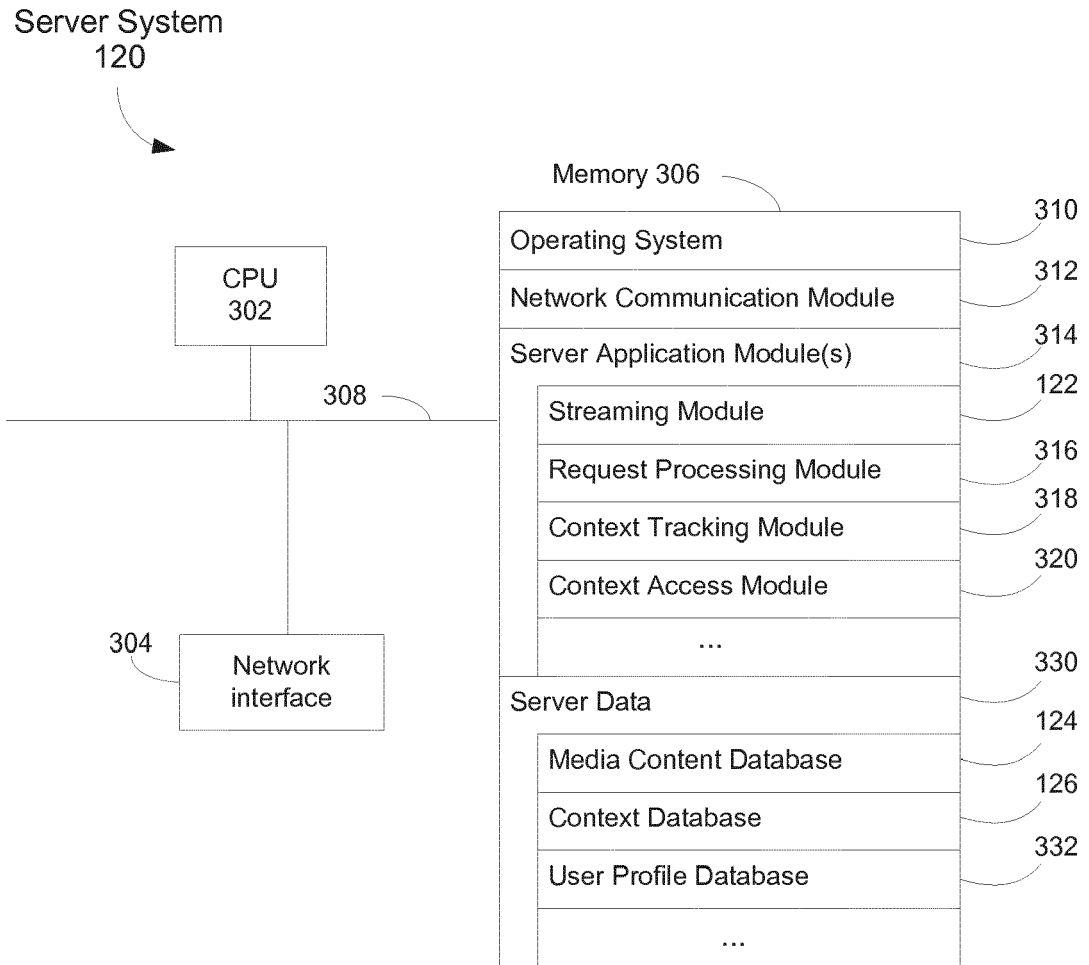 Server System
120
Memory 306
310
Operating System
CPU
302
312
Network Communication Module
314
Server Application Module(s)
308
122
Streaming Module
316
Request Processing Module
318
Context Tracking Module
320
Context Access Module
304
Network
interface
...
330
Server Data
124
Media Content Database
126
Context Database
332
User Profile Database
...